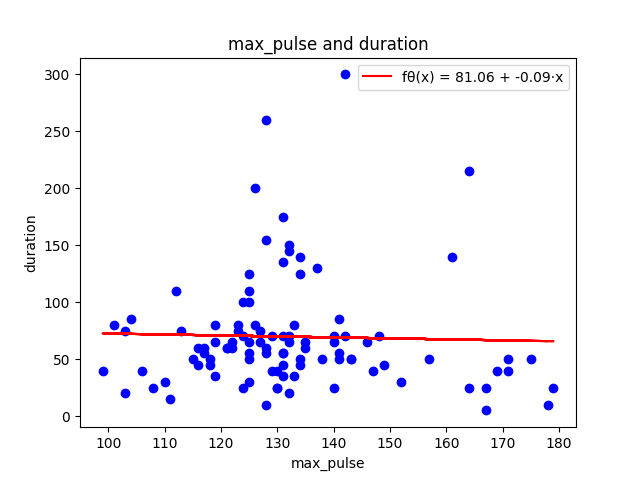 max_pulse and duration
fθ(x) = 81.06 + -0.09·x
300
250
200
150
100
50
0
duration
100 110 120 130 140 150 160 170 180
max_pulse